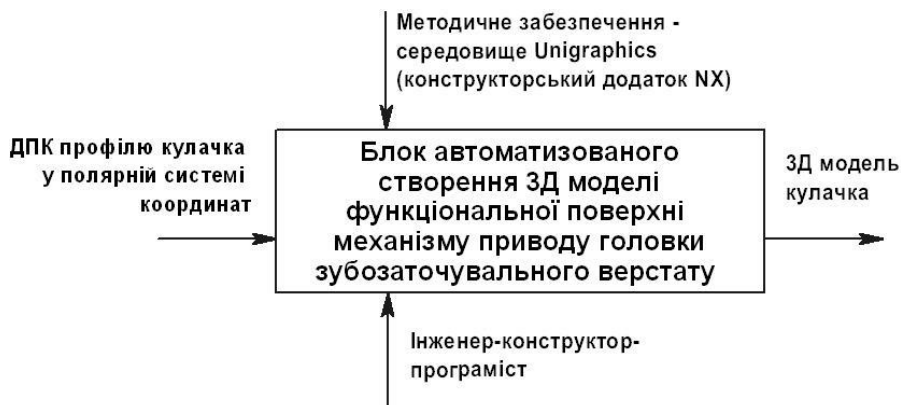 Методичне забезпечення -
середовище Unigraphics
(конструкторський додаток NX)
ДПК профілю кулачка
у полярній системі
координат
Блок автоматизованого
створення 3Д моделі
функціональної поверхні
механізму приводу головки
зубозаточувального верстату
3Д модель
кулачка
Інженер-конструктор-
програміст